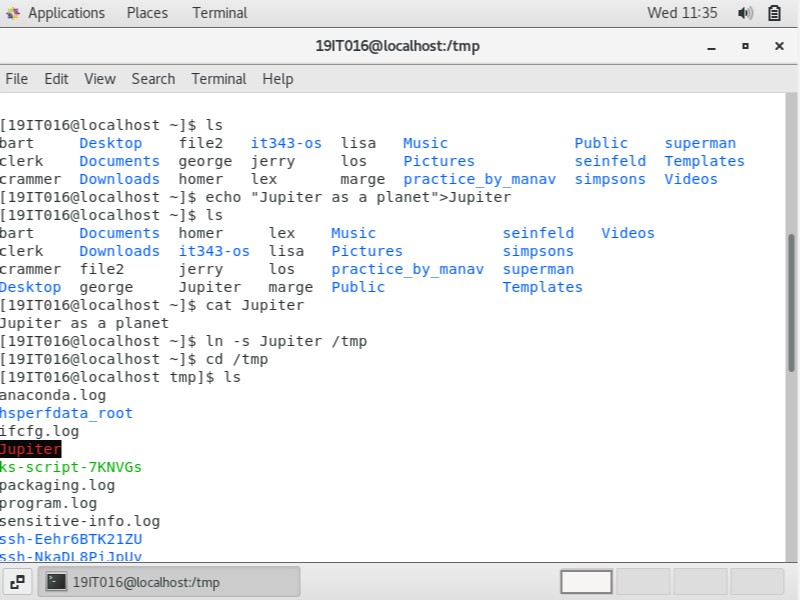 Applications Places Terminal Wed 11:35
19IT016@localhost:/tmp
File Edit View Search Terminal Help
[19IT016@localhost ~]$ ls
bart Desktop file2 it343-os lisa Music Public superman
clerk Documents george jerry los Pictures seinfeld Templates
crammer Downloads homer lex marge practice_by_manav simpsons Videos
[19IT016@localhost ~]$ echo "Jupiter as a planet">Jupiter
[19IT016@localhost ~]$ ls
bart Documents homer lex Music seinfeld Videos
clerk Downloads it343-os lisa Pictures simpsons
crammer file2 jerry los practice_by_manav superman
Desktop george Jupiter marge Public Templates
[19IT016@localhost ~]$ cat Jupiter
Jupiter as a planet
[19IT016@localhost ~]$ ln -s Jupiter /tmp
[19IT016@localhost ~]$ cd /tmp
[19IT016@localhost tmp]$ ls
anaconda.log
hsperfdata_root
ifcfg.log
Jupiter
ks-script-7KNVGs
packaging.log
program.log
sensitive-info.log
ssh-Eehr6BTK21ZU
ssh-NkaDL8PiJpUv
19IT016@localhost:/tmp